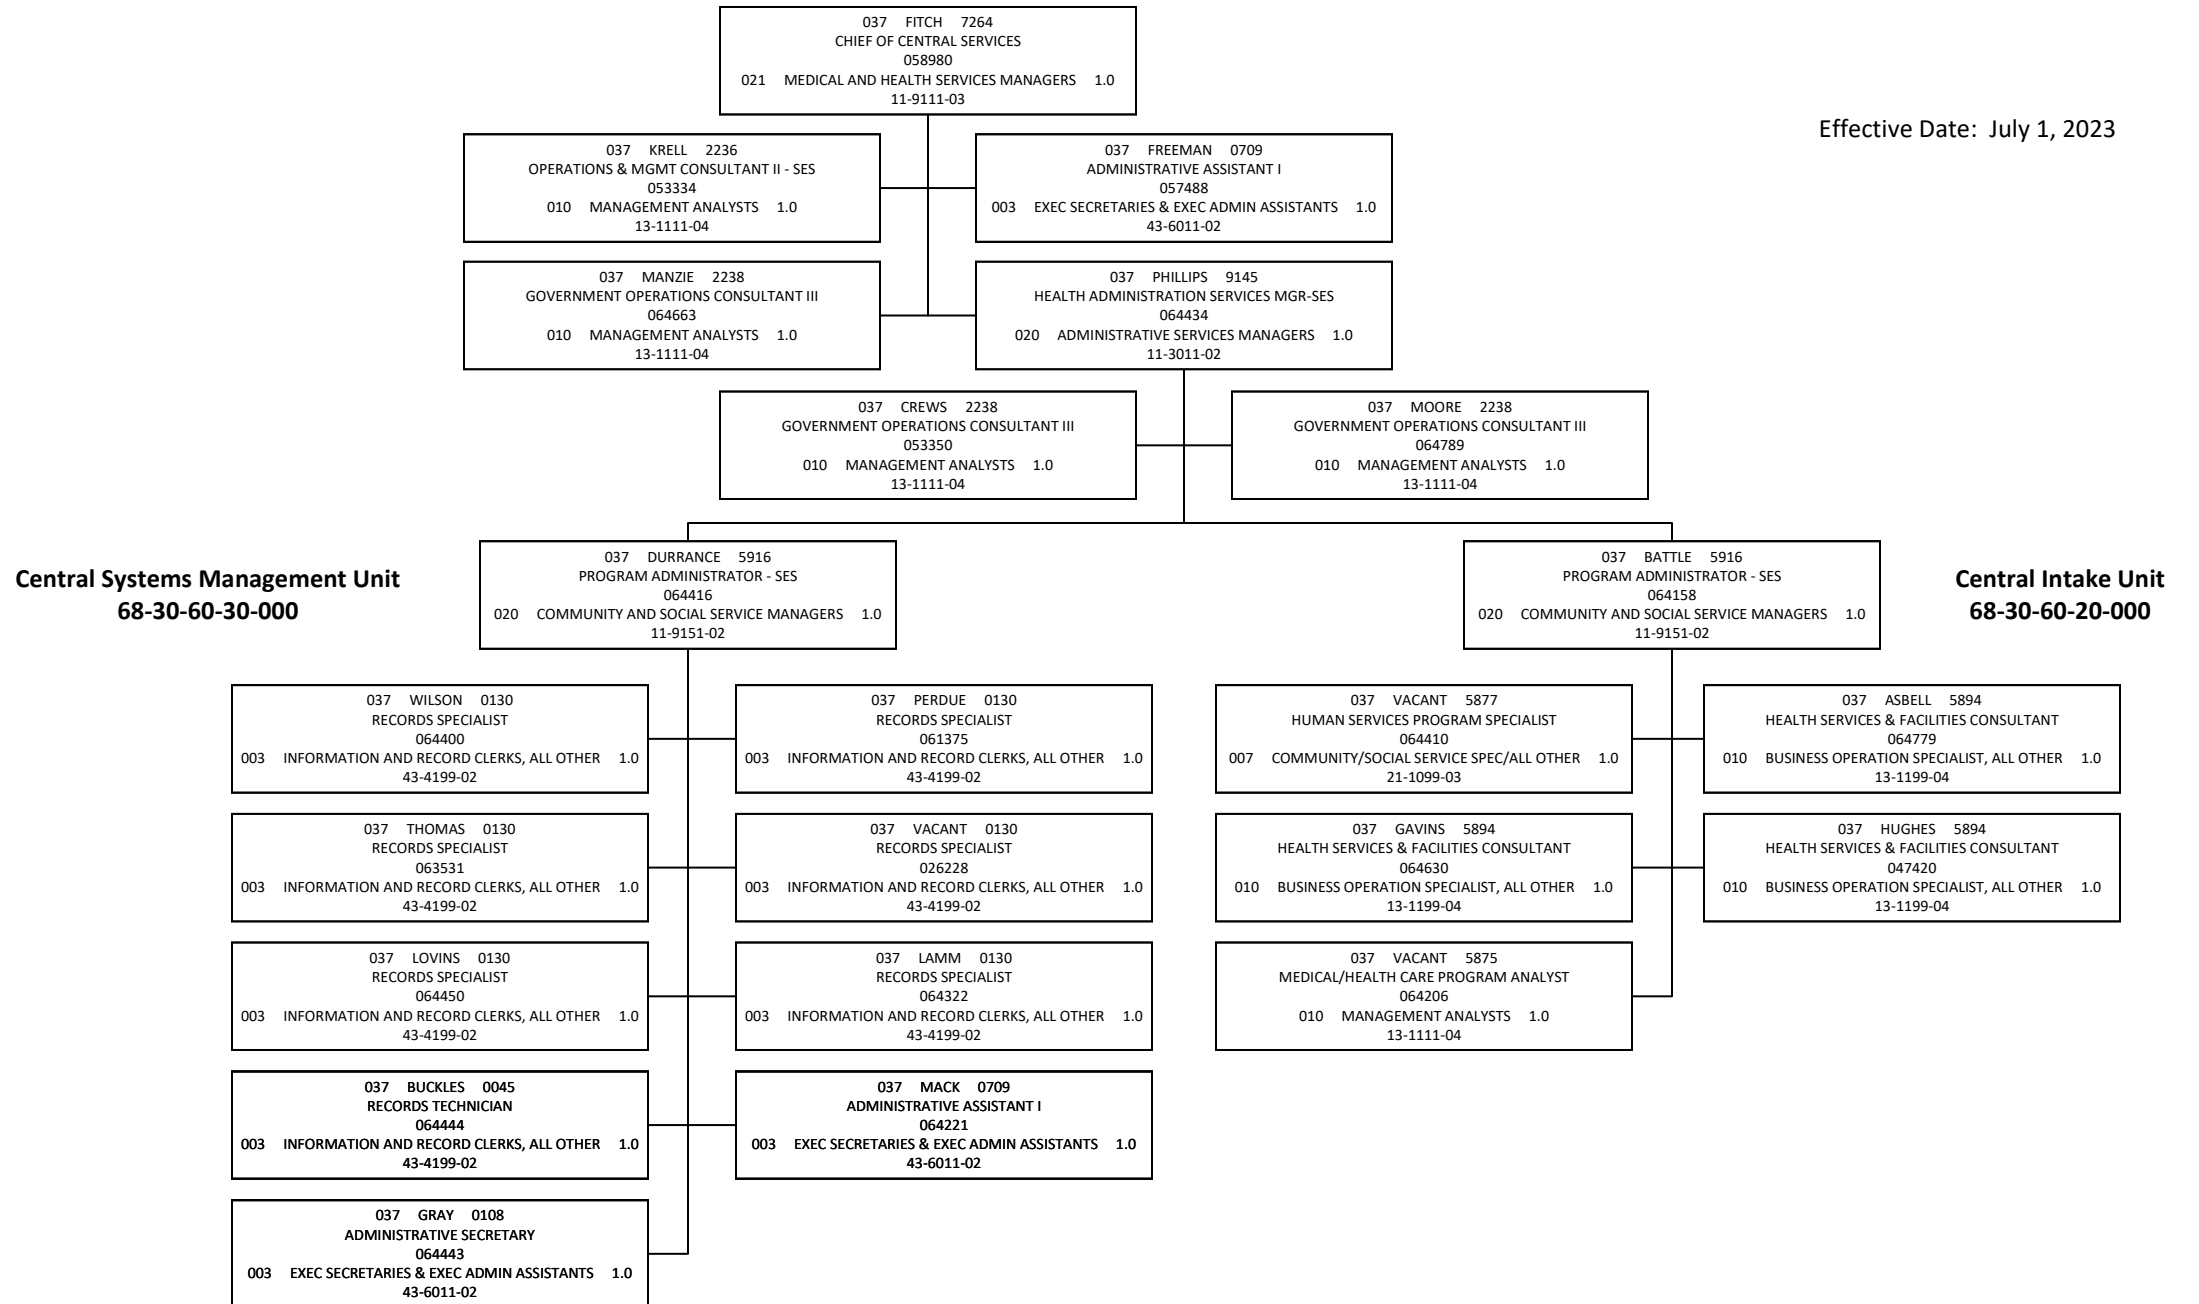 037 FITCH 7264
CHIEF OF CENTRAL SERVICES
058980
021 MEDICAL AND HEALTH SERVICES MANAGERS 1.0
11-9111-03
Effective Date: July 1, 2023
037 KRELL 2236
OPERATIONS & MGMT CONSULTANT II - SES
053334
010 MANAGEMENT ANALYSTS 1.0
13-1111-04
037 FREEMAN 0709
ADMINISTRATIVE ASSISTANT I
057488
003 EXEC SECRETARIES & EXEC ADMIN ASSISTANTS 1.0
43-6011-02
037 MANZIE 2238
GOVERNMENT OPERATIONS CONSULTANT III
064663
010 MANAGEMENT ANALYSTS 1.0
13-1111-04
037 PHILLIPS 9145
HEALTH ADMINISTRATION SERVICES MGR-SES
064434
020 ADMINISTRATIVE SERVICES MANAGERS 1.0
11-3011-02
037 CREWS 2238
GOVERNMENT OPERATIONS CONSULTANT III
053350
010 MANAGEMENT ANALYSTS 1.0
13-1111-04
037 MOORE 2238
GOVERNMENT OPERATIONS CONSULTANT III
064789
010 MANAGEMENT ANALYSTS 1.0
13-1111-04
Central Systems Management Unit
68-30-60-30-000
037 DURRANCE 5916
PROGRAM ADMINISTRATOR - SES
064416
020 COMMUNITY AND SOCIAL SERVICE MANAGERS 1.0
11-9151-02
037 BATTLE 5916
PROGRAM ADMINISTRATOR - SES
064158
020 COMMUNITY AND SOCIAL SERVICE MANAGERS 1.0
11-9151-02
Central Intake Unit
68-30-60-20-000
037 WILSON 0130
RECORDS SPECIALIST
064400
003 INFORMATION AND RECORD CLERKS, ALL OTHER 1.0
43-4199-02
037 PERDUE 0130
RECORDS SPECIALIST
061375
003 INFORMATION AND RECORD CLERKS, ALL OTHER 1.0
43-4199-02
037 VACANT 5877
HUMAN SERVICES PROGRAM SPECIALIST
064410
007 COMMUNITY/SOCIAL SERVICE SPEC/ALL OTHER 1.0
21-1099-03
037 ASBELL 5894
HEALTH SERVICES & FACILITIES CONSULTANT
064779
010 BUSINESS OPERATION SPECIALIST, ALL OTHER 1.0
13-1199-04
037 THOMAS 0130
RECORDS SPECIALIST
063531
003 INFORMATION AND RECORD CLERKS, ALL OTHER 1.0
43-4199-02
037 VACANT 0130
RECORDS SPECIALIST
026228
003 INFORMATION AND RECORD CLERKS, ALL OTHER 1.0
43-4199-02
037 GAVINS 5894
HEALTH SERVICES & FACILITIES CONSULTANT
064630
010 BUSINESS OPERATION SPECIALIST, ALL OTHER 1.0
13-1199-04
037 HUGHES 5894
HEALTH SERVICES & FACILITIES CONSULTANT
047420
010 BUSINESS OPERATION SPECIALIST, ALL OTHER 1.0
13-1199-04
037 LOVINS 0130
RECORDS SPECIALIST
064450
003 INFORMATION AND RECORD CLERKS, ALL OTHER 1.0
43-4199-02
037 LAMM 0130
RECORDS SPECIALIST
064322
003 INFORMATION AND RECORD CLERKS, ALL OTHER 1.0
43-4199-02
037 VACANT 5875
MEDICAL/HEALTH CARE PROGRAM ANALYST
064206
010 MANAGEMENT ANALYSTS 1.0
13-1111-04
037 BUCKLES 0045
RECORDS TECHNICIAN
064444
003 INFORMATION AND RECORD CLERKS, ALL OTHER 1.0
43-4199-02
037 MACK 0709
ADMINISTRATIVE ASSISTANT I
064221
003 EXEC SECRETARIES & EXEC ADMIN ASSISTANTS 1.0
43-6011-02
037 GRAY 0108
ADMINISTRATIVE SECRETARY
064443
003 EXEC SECRETARIES & EXEC ADMIN ASSISTANTS 1.0
43-6011-02